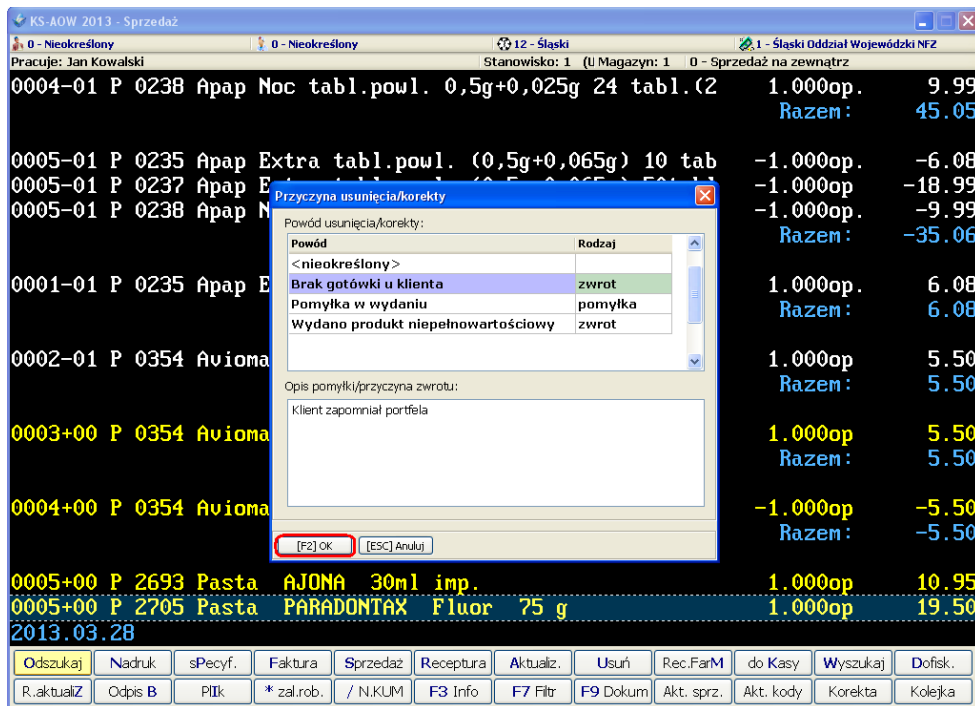 KS-AOW 2013 - Sprzedaż
0 - Nieokreślony 0 - Nieokreślony 12 - Śląski 1 - Śląski Oddział Wojewódzki NFZ
Pracuje: Jan Kowalski Stanowisko: 1 (U Magazyn: 1 0 - Sprzedaż na zewnątrz
0004-01 P 0238 Apap Noc tabl.powl. 0,5g+0,025g 24 tabl.(2 1.000op. 9.99
Razem: 45.05
0005-01 P 0235 Apap Extra tabl.powl. (0,5g+0,065g) 10 tab -1.000op. -6.08
0005-01 P 0237 Apap -1.000op -18.99
0005-01 P 0238 Apap N -1.000op. -9.99
Razem: -35.06
0001-01 P 0235 Apap E 1.000op. 6.08
Razem: 6.08
0002-01 P 0354 Avioma 1.000op 5.50
Razem: 5.50
0003+00 P 0354 Avioma 1.000op 5.50
Razem: 5.50
0004+00 P 0354 Avioma -1.000op -5.50
Razem: -5.50
0005+00 P 2693 Pasta AJONA 30ml imp. 1.000op 10.95
0005+00 P 2705 Pasta PARADONTAX Fluor 75 g 1.000op 19.50
2013.03.28
Przyczyna usunięcia/korekty
Powód usunięcia/korekty:
Powód Rodzaj
<nieokreślony>
Brak gotówki u klienta zwrot
Pomyłka w wydaniu pomyłka
Wydano produkt niepełnowartościowy zwrot
Opis pomyłki/przyczyna zwrotu:
Klient zapomniał portfela
[F2] OK [ESC] Anuluj
Odszukaj Nadruk sPecyf. Faktura Sprzedaż Receptura Aktualiz. Usuń Rec.FarM do Kasy Wyszukaj Dofisk.
R.aktualiZ Odpis B PlIk * zal.rob. / N.KUM F3 Info F7 Filtr F9 Dokum Akt. sprz. Akt. kody Korekta Kolejka